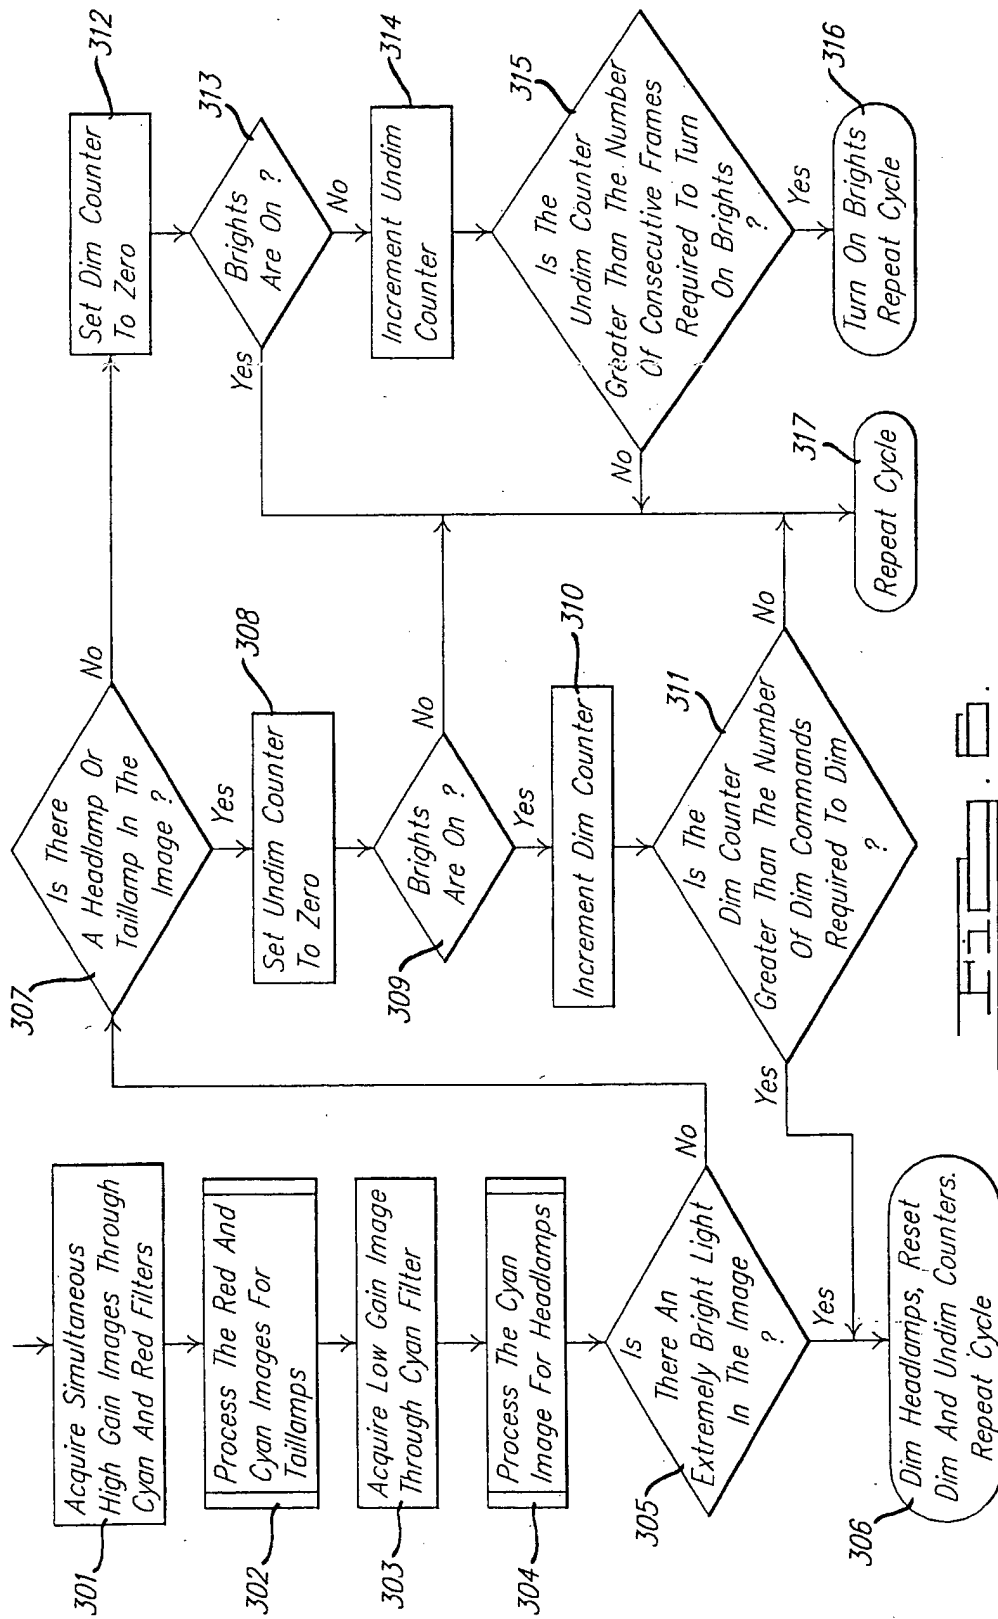 301
Acquire Simultaneous
High Gain Images Through
Cyan And Red Filters
302
Process The Red And
Cyan Images For
Taillamps
303
Acquire Low Gain Image
Through Cyan Filter
304
Process The Cyan
Image For Headlamps
305
Is
There An
Extremely Bright Light
In The Image
?
No
Yes
306
Dim Headlamps, Reset
Dim And Undim Counters.
Repeat Cycle
307
Is There
A Headlamp Or
Taillamp In The
Image ?
No
Yes
308
Set Undim Counter
To Zero
309
Brights
Are On ?
No
Yes
310
Increment Dim Counter
311
Is The
Dim Counter
Greater Than The Number
Of Dim Commands
Required To Dim
?
Yes
No
312
Set Dim Counter
To Zero
313
Brights
Are On ?
Yes
No
314
Increment Undim
Counter
315
Is The
Undim Counter
Greater Than The Number
Of Consecutive Frames
Required To Turn
On Brights
?
No
Yes
316
Turn On Brights
Repeat Cycle
317
Repeat Cycle